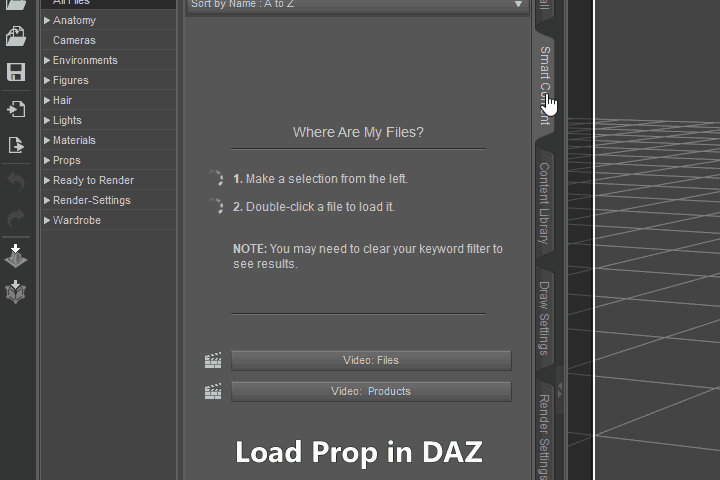 All Files
Anatomy
Cameras
Environments
Figures
Hair
Lights
Materials
Props
Ready to Render
Render-Settings
Wardrobe
Sort by Name : A to Z
Where Are My Files?
1. Make a selection from the left.
2. Double-click a file to load it.
NOTE: You may need to clear your keyword filter to
see results.
Video: Files
Video: Products
Load Prop in DAZ
Smart Content
Content Library
Draw Settings
Render Settings